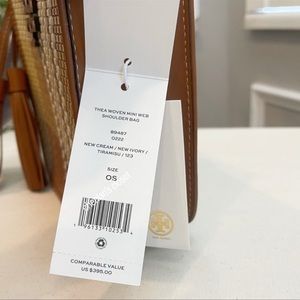 THEA WOVEN MINI WEB
SHOULDER BAG
89487
0222
NEW CREAM / NEW IVORY /
TIRAMISU / 123
SIZE
OS
COMPARABLE VALUE
US $395.00